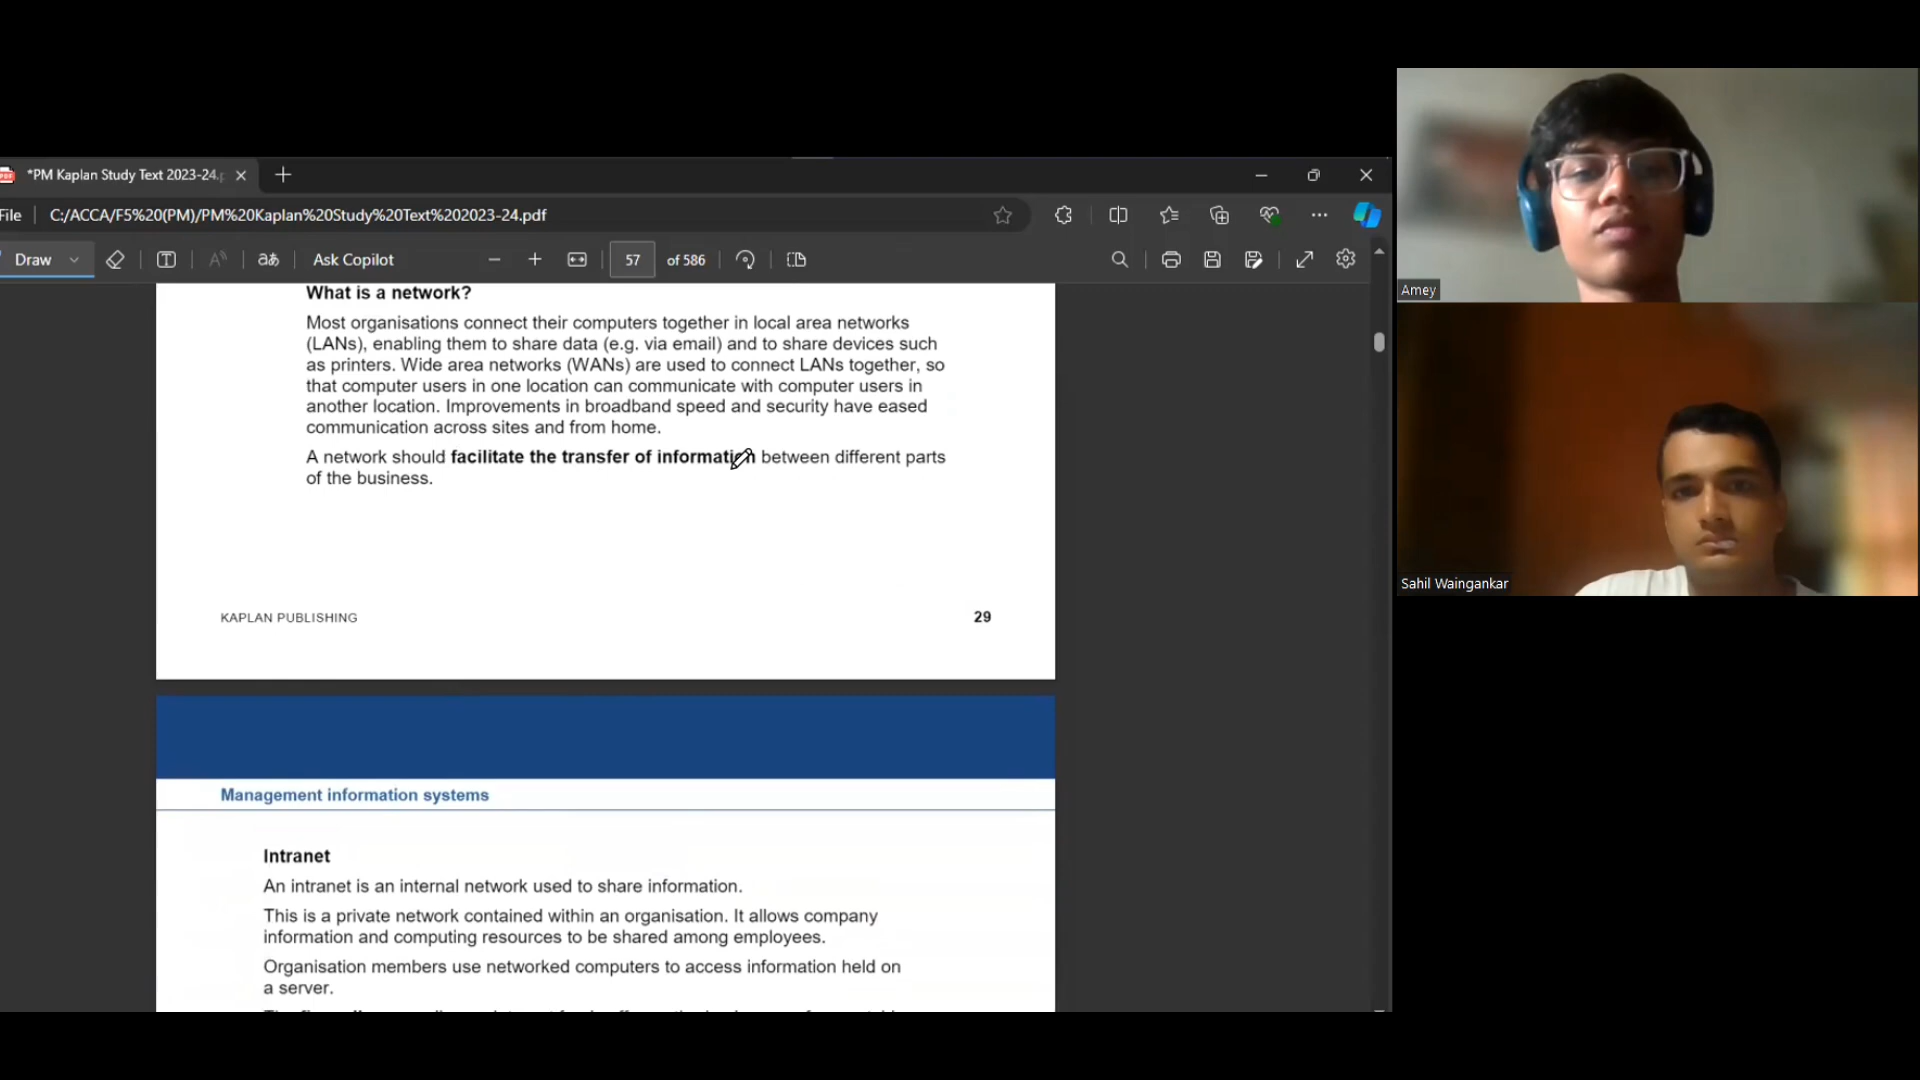 *PM Kaplan Study Text 2023-24.p
File
C:/ACCA/F5%20(PM)/PM%20Kaplan%20Study%20Text%202023-24.pdf
Draw
aあ
Ask Copilot
57
of 586
What is a network?
Most organisations connect their computers together in local area networks
(LANs), enabling them to share data (e.g. via email) and to share devices such
as printers. Wide area networks (WANs) are used to connect LANs together, so
that computer users in one location can communicate with computer users in
another location. Improvements in broadband speed and security have eased
communication across sites and from home.
A network should facilitate the transfer of information between different parts
of the business.
KAPLAN PUBLISHING
29
Management information systems
Intranet
An intranet is an internal network used to share information.
This is a private network contained within an organisation. It allows company
information and computing resources to be shared among employees.
Organisation members use networked computers to access information held on
a server.
Amey
Sahil Waingankar